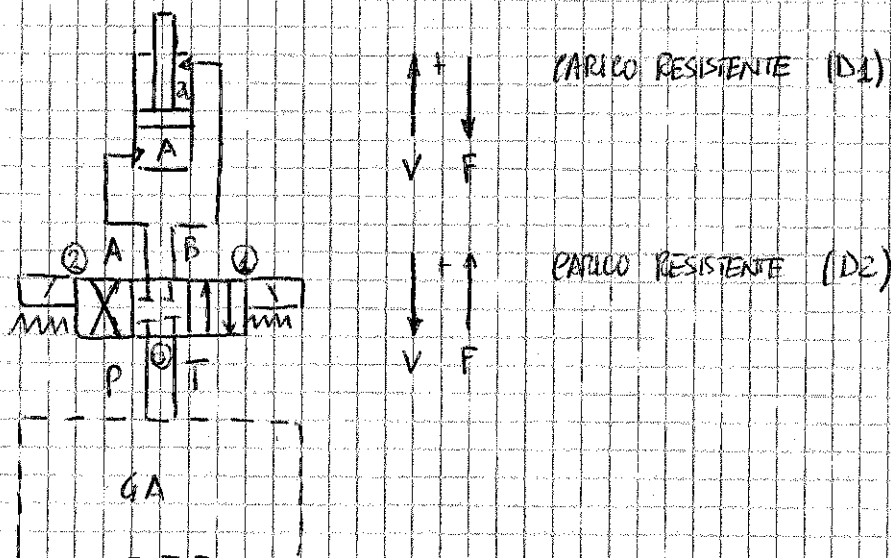 a
+
CARICO RESISTENTE (D1)
A
V F
② A B ①
+
CARICO RESISTENTE (D2)
⓪
P T
V F
GA